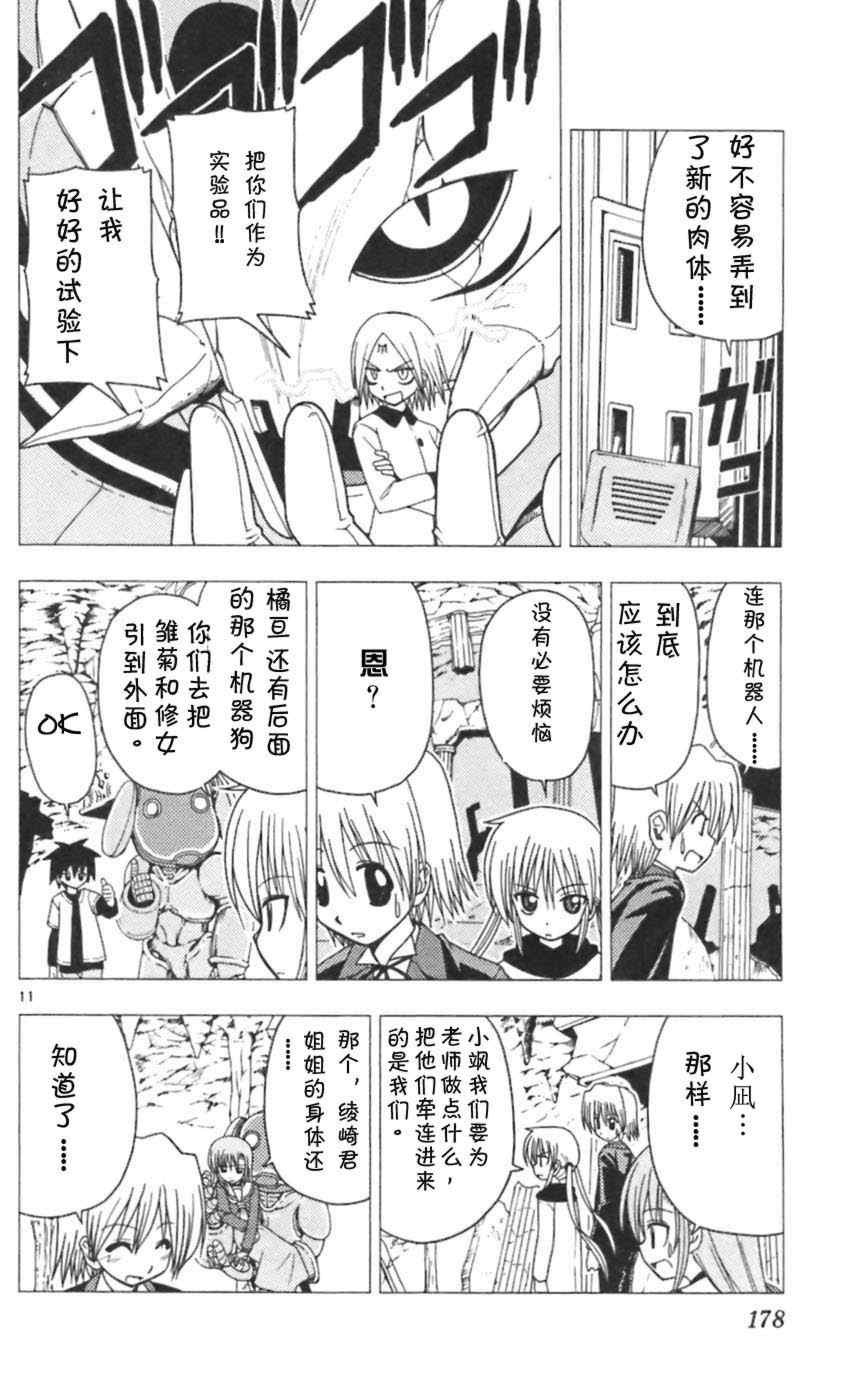 好不容易弄到
了新的肉体……
ガコ
ゴゴゴ
把你们作为
实验品!!
让我
好好的试验下
连那个机器人……
到底
应该怎么办
没有必要烦恼
恩？
橘亘还有后面
的那个机器狗
你们去把
雏菊和修女
引到外面。
OK
11
小凪…
那样……
小飒我们要为
老师做点什么，
把他们牵连进来
的是我们。
那个，绫崎君
姐姐的身体还
……
知道了……
178